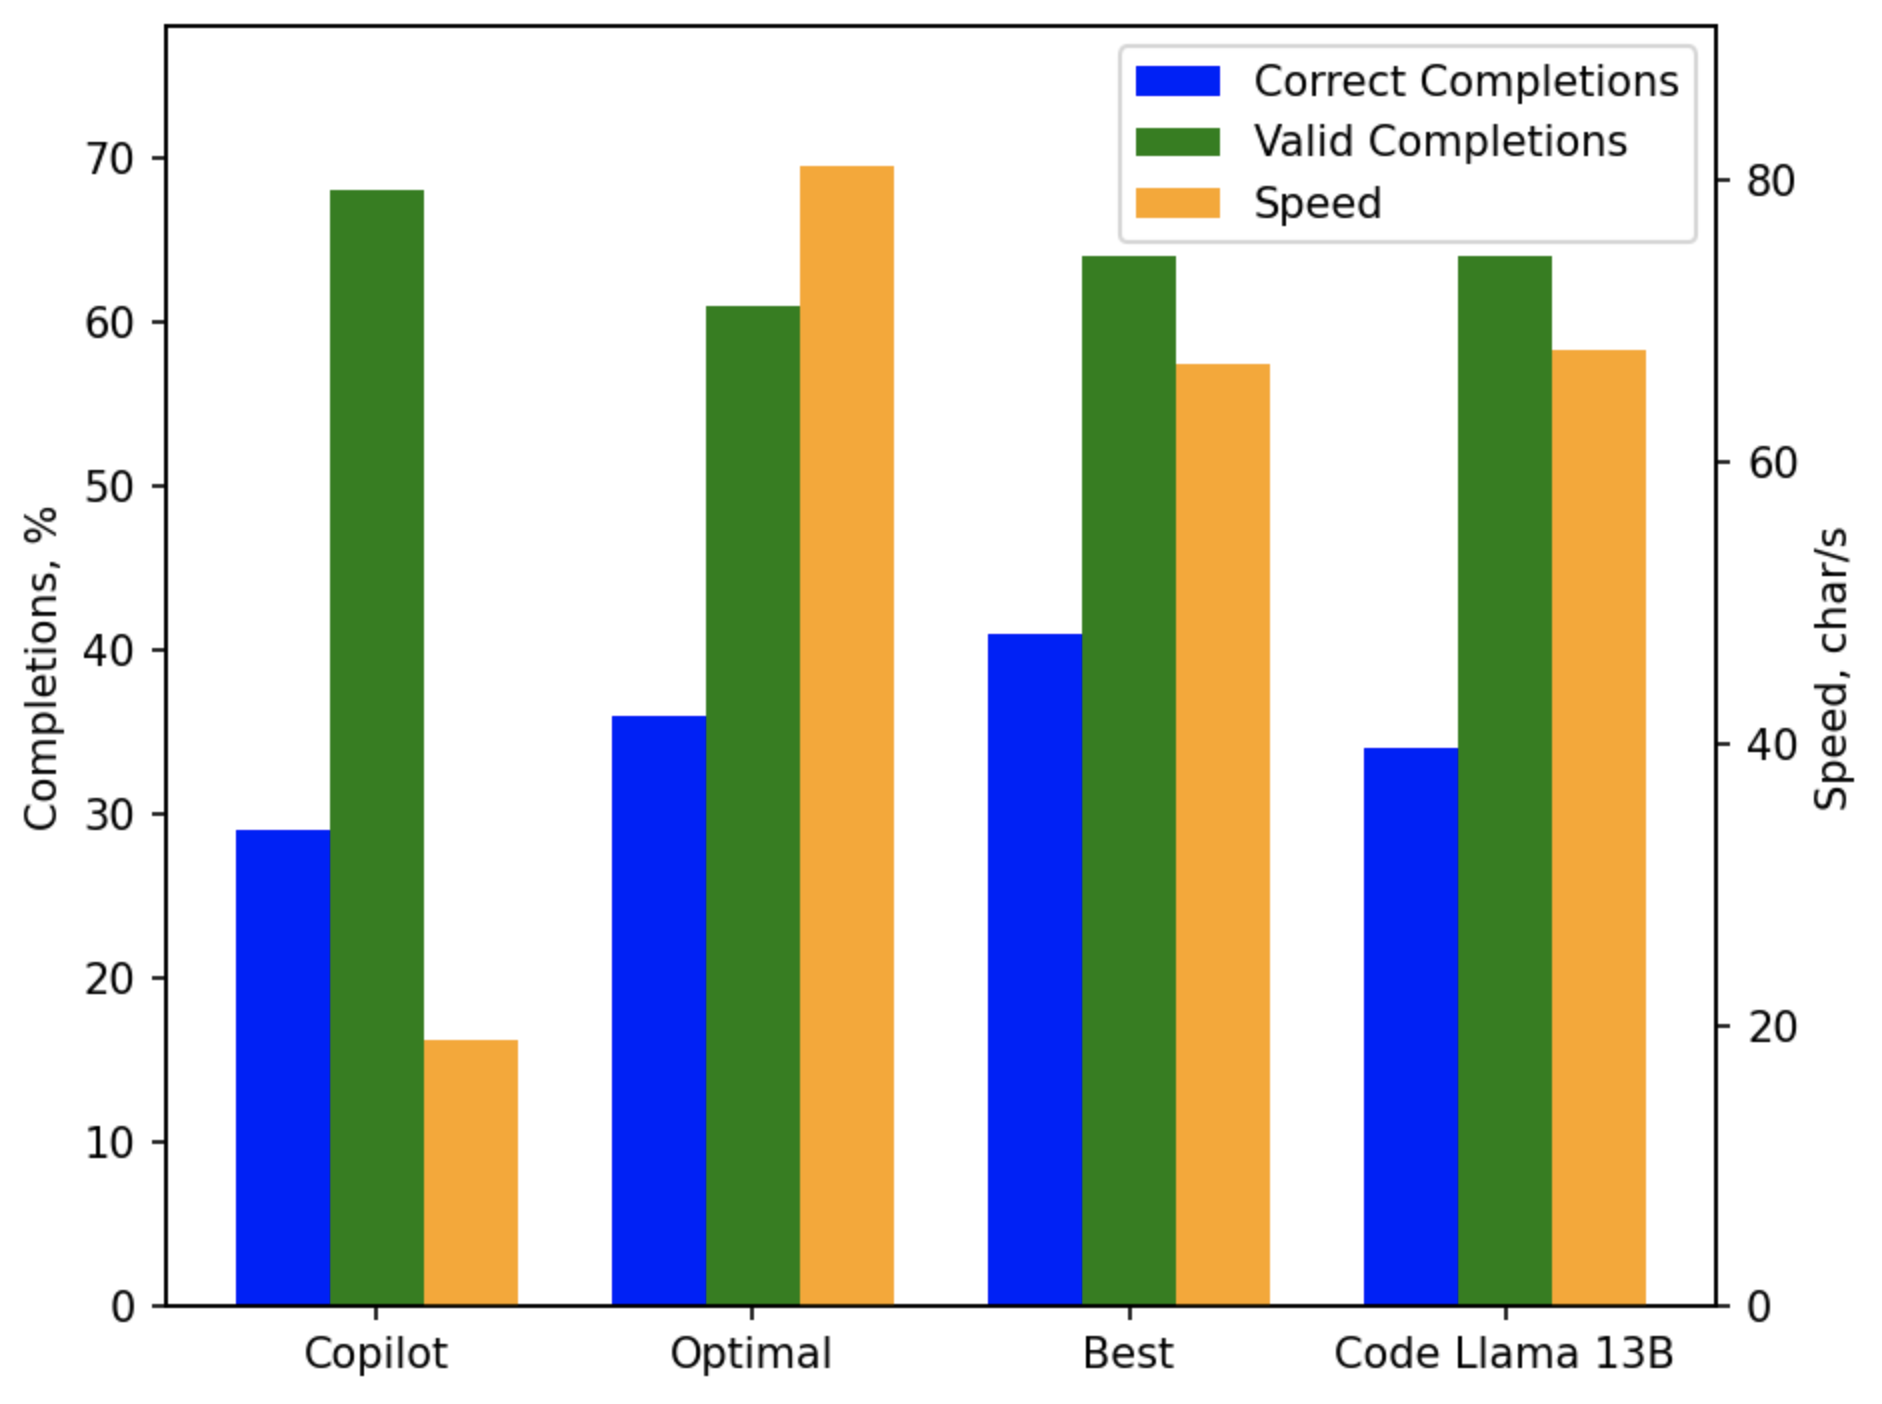 Correct Completions
Valid Completions
Speed
70
60
50
40
30
20
10
0
Completions, %
80
60
40
20
0
Speed, char/s
Copilot
Optimal
Best
Code Llama 13B